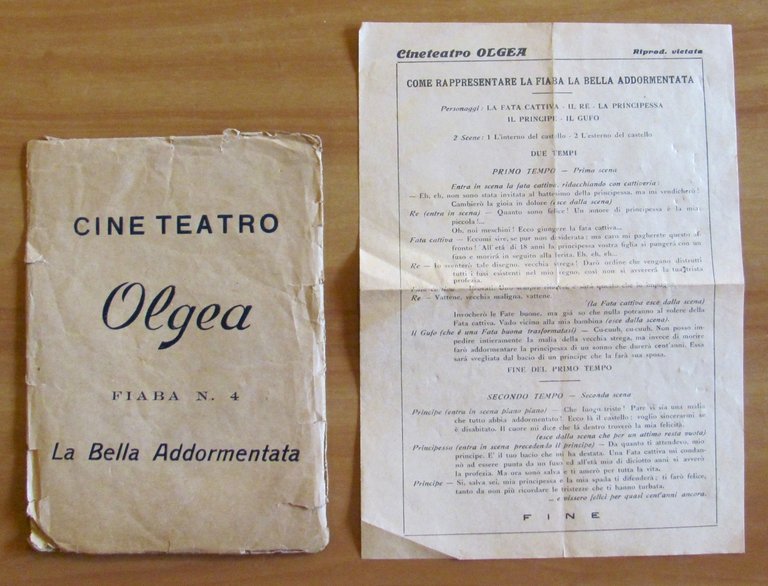 CINE TEATRO
Olgea
FIABA N. 4
La Bella Addormentata
Cineteatro OLGEA Riprod. vietata
COME RAPPRESENTARE LA FIABA LA BELLA ADDORMENTATA
Personaggi: LA FATA CATTIVA - IL RE - LA PRINCIPESSA
IL PRINCIPE - IL GUFO
2 Scene: 1 L'interno del castello - 2 L'esterno del castello
DUE TEMPI
PRIMO TEMPO — Prima scena
Entra in scena la fata cattiva, ridacchiando con cattiveria:
— Eh, eh, non sono stata invitata al battesimo della principessa, ma mi vendicherò!
Cambierò la gioia in dolore (esce dalla scena)
Re (entra in scena) — Quanto sono felice! Un amore di principessa è la mia
piccola!...
Oh, noi meschini! Ecco giungere la fata cattiva...
Fata cattiva — Eccomi sire, se pur non desiderata; ma caro mi pagherete questo af-
fronto! All'età di 18 anni la principessa vostra figlia si pungerà con un
fuso e morirà in seguito alla ferita. Eh, eh, eh...
Re — Io sventerò tale disegno, vecchia strega! Darò ordine che vengano distrutti
tutti i fusi esistenti nel mio regno, così non si avvererà la tua trista
profezia.
Re — Vattene, vecchia maligna, vattene
(la Fata cattiva esce dalla scena)
Invocherò le Fate buone, ma già so che nulla potranno al volere della
Fata cattiva. Vado vicino alla mia bambina (esce dalla scena).
Il Gufo (che è una Fata buona trasformatasi) — Cu-cuuh, cu-cuuh. Non posso im-
pedire interamente la malia della vecchia strega, ma invece di morire
farò addormentare la principessa di un sonno che durerà cent'anni. Essa
sarà svegliata dal bacio di un principe che la farà sua sposa.
FINE DEL PRIMO TEMPO
SECONDO TEMPO — Seconda scena
Principe (entra in scena piano piano) — Che luogo triste! Pare vi sia una malia
che tutto abbia addormentato! Ecco là il castello; voglio sincerarmi se
è disabitato. Il cuore mi dice che là dentro troverò la mia felicità.
(esce dalla scena che per un attimo resta vuota)
Principessa (entra in scena precedendo il principe) — Da quanto ti attendevo, mio
principe. E' il tuo bacio che mi ha destata. Una Fata cattiva mi condan-
nò ad essere punta da un fuso ed all'età mia di diciotto anni si avverò
la profezia. Ma ora sono salva e ti amerò per tutta la vita.
Principe — Sì, salva sei, mia principessa e la mia spada ti difenderà; ti farò felice,
tanto da non più ricordare le tristezze che ti hanno turbata.
... e vissero felici per quasi cent'anni ancora.
FINE